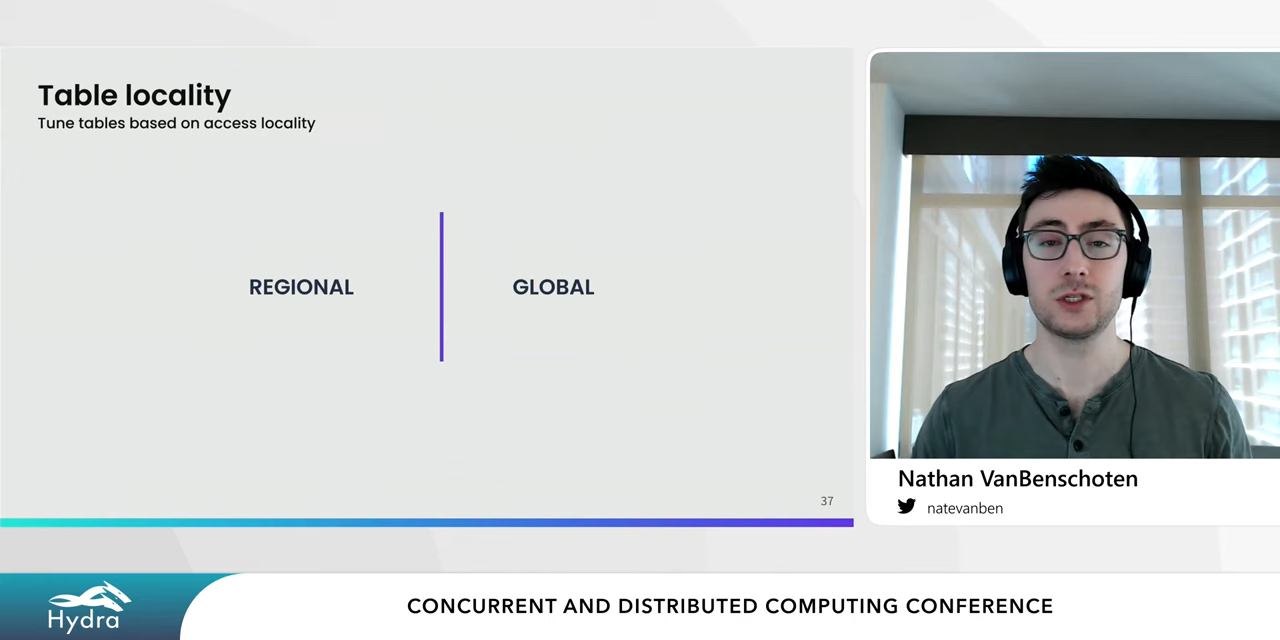 Table locality
Tune tables based on access locality
REGIONAL
GLOBAL
37
Nathan VanBenschoten
natevanben
Hydra
CONCURRENT AND DISTRIBUTED COMPUTING CONFERENCE